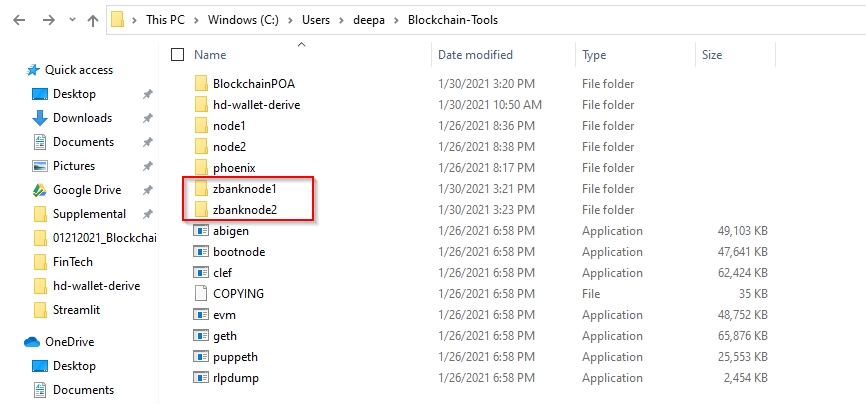 This PC > Windows (C:) > Users > deepa > Blockchain-Tools
Name Date modified Type Size
Quick access
Desktop
Downloads
Documents
Pictures
Google Drive
Supplemental
01212021_Blockchai
FinTech
hd-wallet-derive
Streamlit
OneDrive
Desktop
Documents
BlockchainPOA 1/30/2021 3:20 PM File folder
hd-wallet-derive 1/30/2021 10:50 AM File folder
node1 1/26/2021 8:36 PM File folder
node2 1/26/2021 8:38 PM File folder
phoenix 1/26/2021 8:17 PM File folder
zbanknode1 1/30/2021 3:21 PM File folder
zbanknode2 1/30/2021 3:23 PM File folder
abigen 1/26/2021 6:58 PM Application 49,103 KB
bootnode 1/26/2021 6:58 PM Application 47,641 KB
clef 1/26/2021 6:58 PM Application 62,424 KB
COPYING 1/26/2021 6:58 PM File 35 KB
evm 1/26/2021 6:58 PM Application 48,752 KB
geth 1/26/2021 6:58 PM Application 65,876 KB
puppeth 1/26/2021 6:58 PM Application 25,553 KB
rlpdump 1/26/2021 6:58 PM Application 2,454 KB